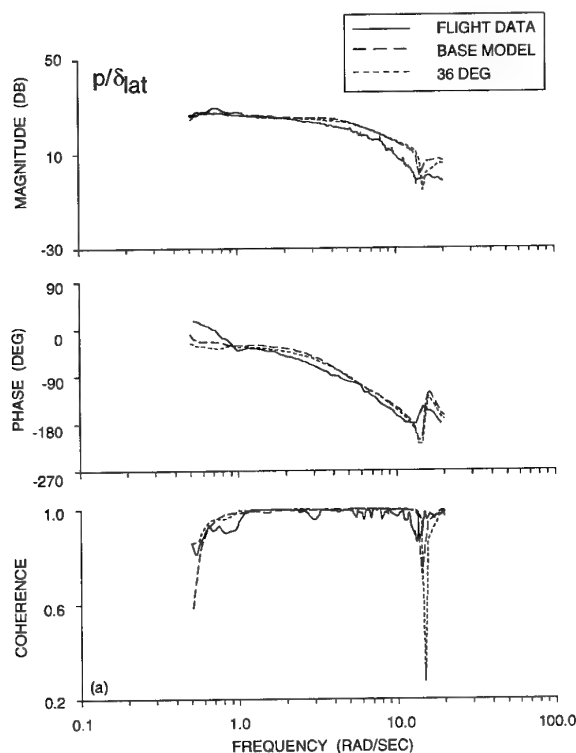 FLIGHT DATA
BASE MODEL
36 DEG
p/δlat
50
10
-30
MAGNITUDE (DB)
90
0
-90
-180
-270
PHASE (DEG)
1.0
0.6
0.2
COHERENCE
(a)
0.1
1.0
10.0
100.0
FREQUENCY (RAD/SEC)